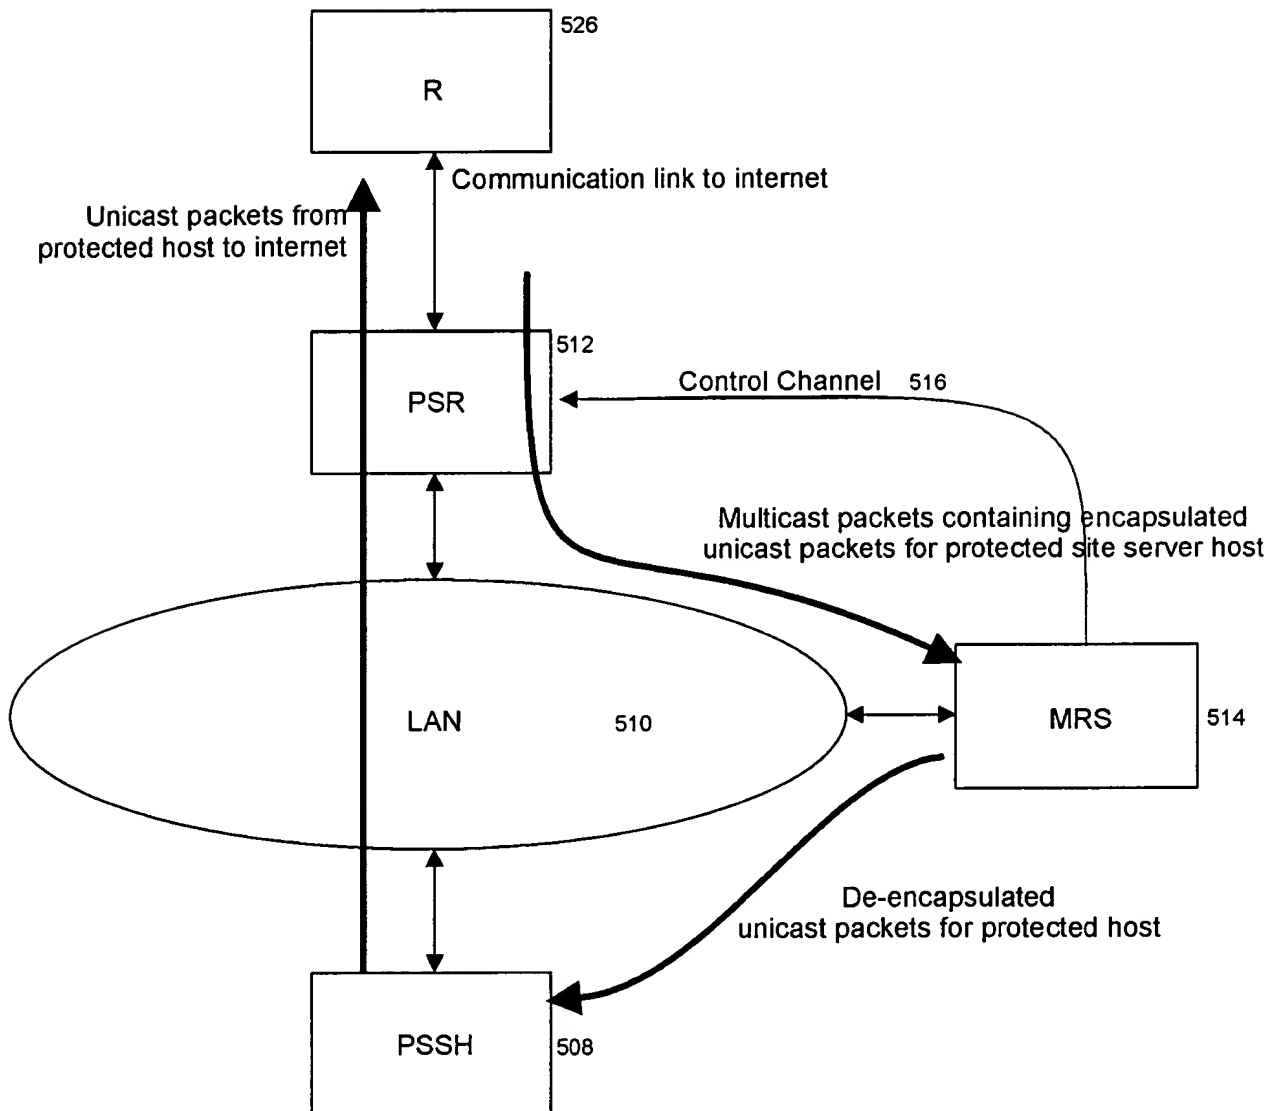 526
R
Communication link to internet
Unicast packets from
protected host to internet
512
PSR
Control Channel 516
Multicast packets containing encapsulated
unicast packets for protected site server host
LAN 510
MRS 514
De-encapsulated
unicast packets for protected host
PSSH 508